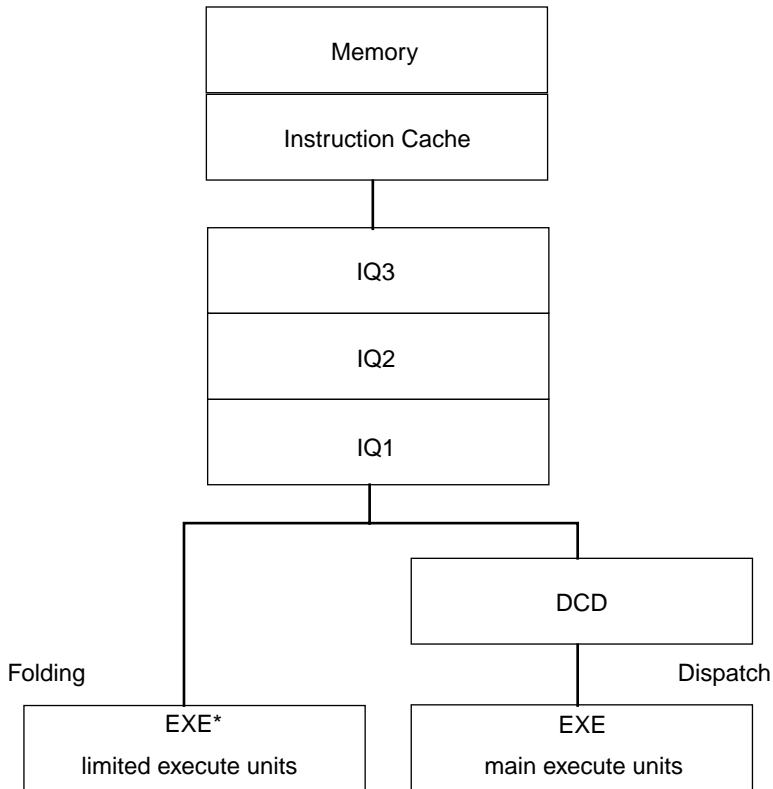 Memory
Instruction Cache
IQ3
IQ2
IQ1
DCD
Folding
Dispatch
EXE*
limited execute units
EXE
main execute units